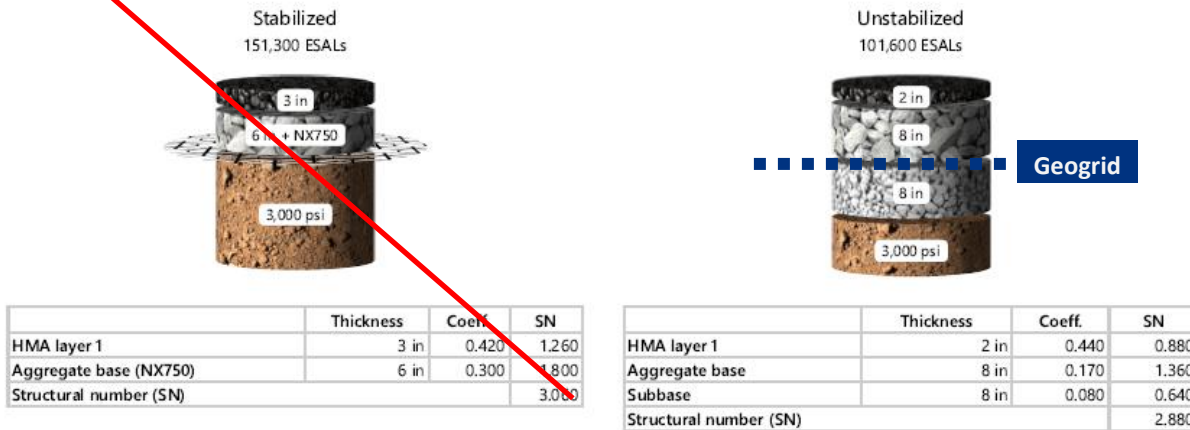 Stabilized
151,300 ESALs
3 in
6 in + NX750
3,000 psi
Thickness Coeff. SN
HMA layer 1 3 in 0.420 1.260
Aggregate base (NX750) 6 in 0.300 1.800
Structural number (SN) 3.060
Unstabilized
101,600 ESALs
2 in
8 in
Geogrid
8 in
3,000 psi
Thickness Coeff. SN
HMA layer 1 2 in 0.440 0.880
Aggregate base 8 in 0.170 1.360
Subbase 8 in 0.080 0.640
Structural number (SN) 2.880